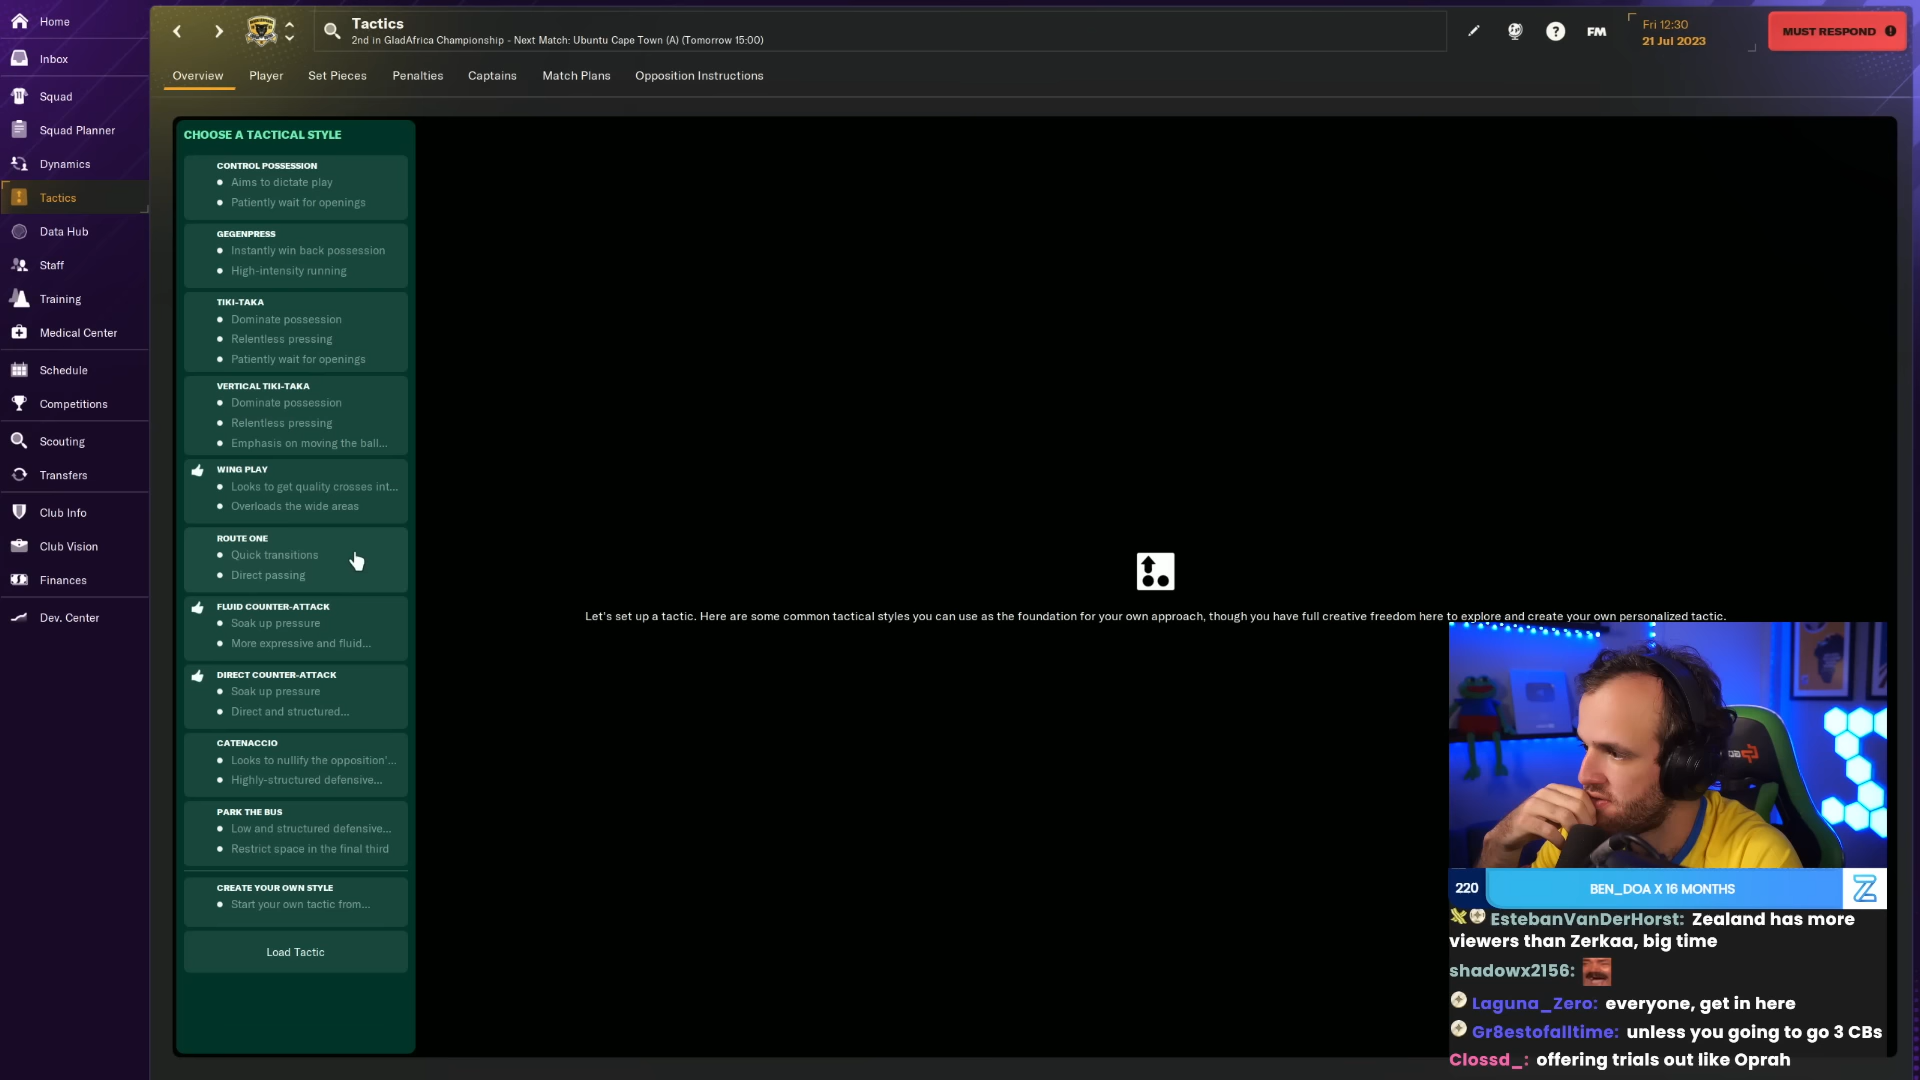 Home
Inbox
Squad
Squad Planner
Dynamics
Tactics
Data Hub
Staff
Training
Medical Center
Schedule
Competitions
Scouting
Transfers
Club Info
Club Vision
Finances
Dev. Center
Tactics
2nd in GladAfrica Championship - Next Match: Ubuntu Cape Town (A) (Tomorrow 15:00)
FM
Fri 12:30
21 Jul 2023
MUST RESPOND
Overview Player Set Pieces Penalties Captains Match Plans Opposition Instructions
CHOOSE A TACTICAL STYLE
CONTROL POSSESSION
Aims to dictate play
Patiently wait for openings
GEGENPRESS
Instantly win back possession
High-intensity running
TIKI-TAKA
Dominate possession
Relentless pressing
Patiently wait for openings
VERTICAL TIKI-TAKA
Dominate possession
Relentless pressing
Emphasis on moving the ball...
WING PLAY
Looks to get quality crosses int...
Overloads the wide areas
ROUTE ONE
Quick transitions
Direct passing
FLUID COUNTER-ATTACK
Soak up pressure
More expressive and fluid...
DIRECT COUNTER-ATTACK
Soak up pressure
Direct and structured...
CATENACCIO
Looks to nullify the opposition'...
Highly-structured defensive...
PARK THE BUS
Low and structured defensive...
Restrict space in the final third
CREATE YOUR OWN STYLE
Start your own tactic from...
Load Tactic
Let's set up a tactic. Here are some common tactical styles you can use as the foundation for your own approach, though you have full creative freedom here to explore and create your own personalized tactic.
220 BEN_DOA X 16 MONTHS Z
EstebanVanDerHorst: Zealand has more
viewers than Zerkaa, big time
shadowx2156:
Laguna_Zero: everyone, get in here
Gr8estofalltime: unless you going to go 3 CBs
Clossd_: offering trials out like Oprah